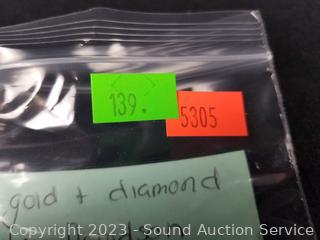 139.
5305
gold + diamond
Copyright 2023 - Sound Auction Service